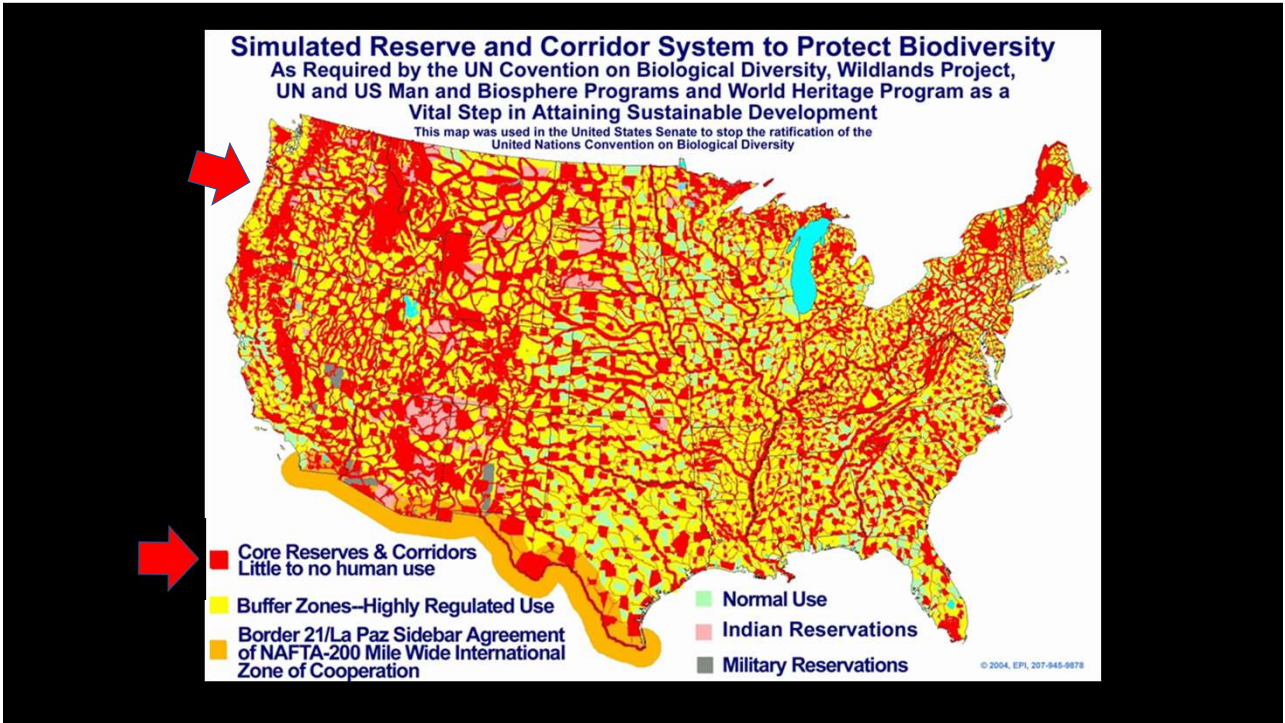 Simulated Reserve and Corridor System to Protect Biodiversity
As Required by the UN Covention on Biological Diversity, Wildlands Project,
UN and US Man and Biosphere Programs and World Heritage Program as a
Vital Step in Attaining Sustainable Development
This map was used in the United States Senate to stop the ratification of the
United Nations Convention on Biological Diversity
Core Reserves & Corridors
Little to no human use
Buffer Zones--Highly Regulated Use
Border 21/La Paz Sidebar Agreement
of NAFTA-200 Mile Wide International
Zone of Cooperation
Normal Use
Indian Reservations
Military Reservations
© 2004, EPI, 207-945-9878